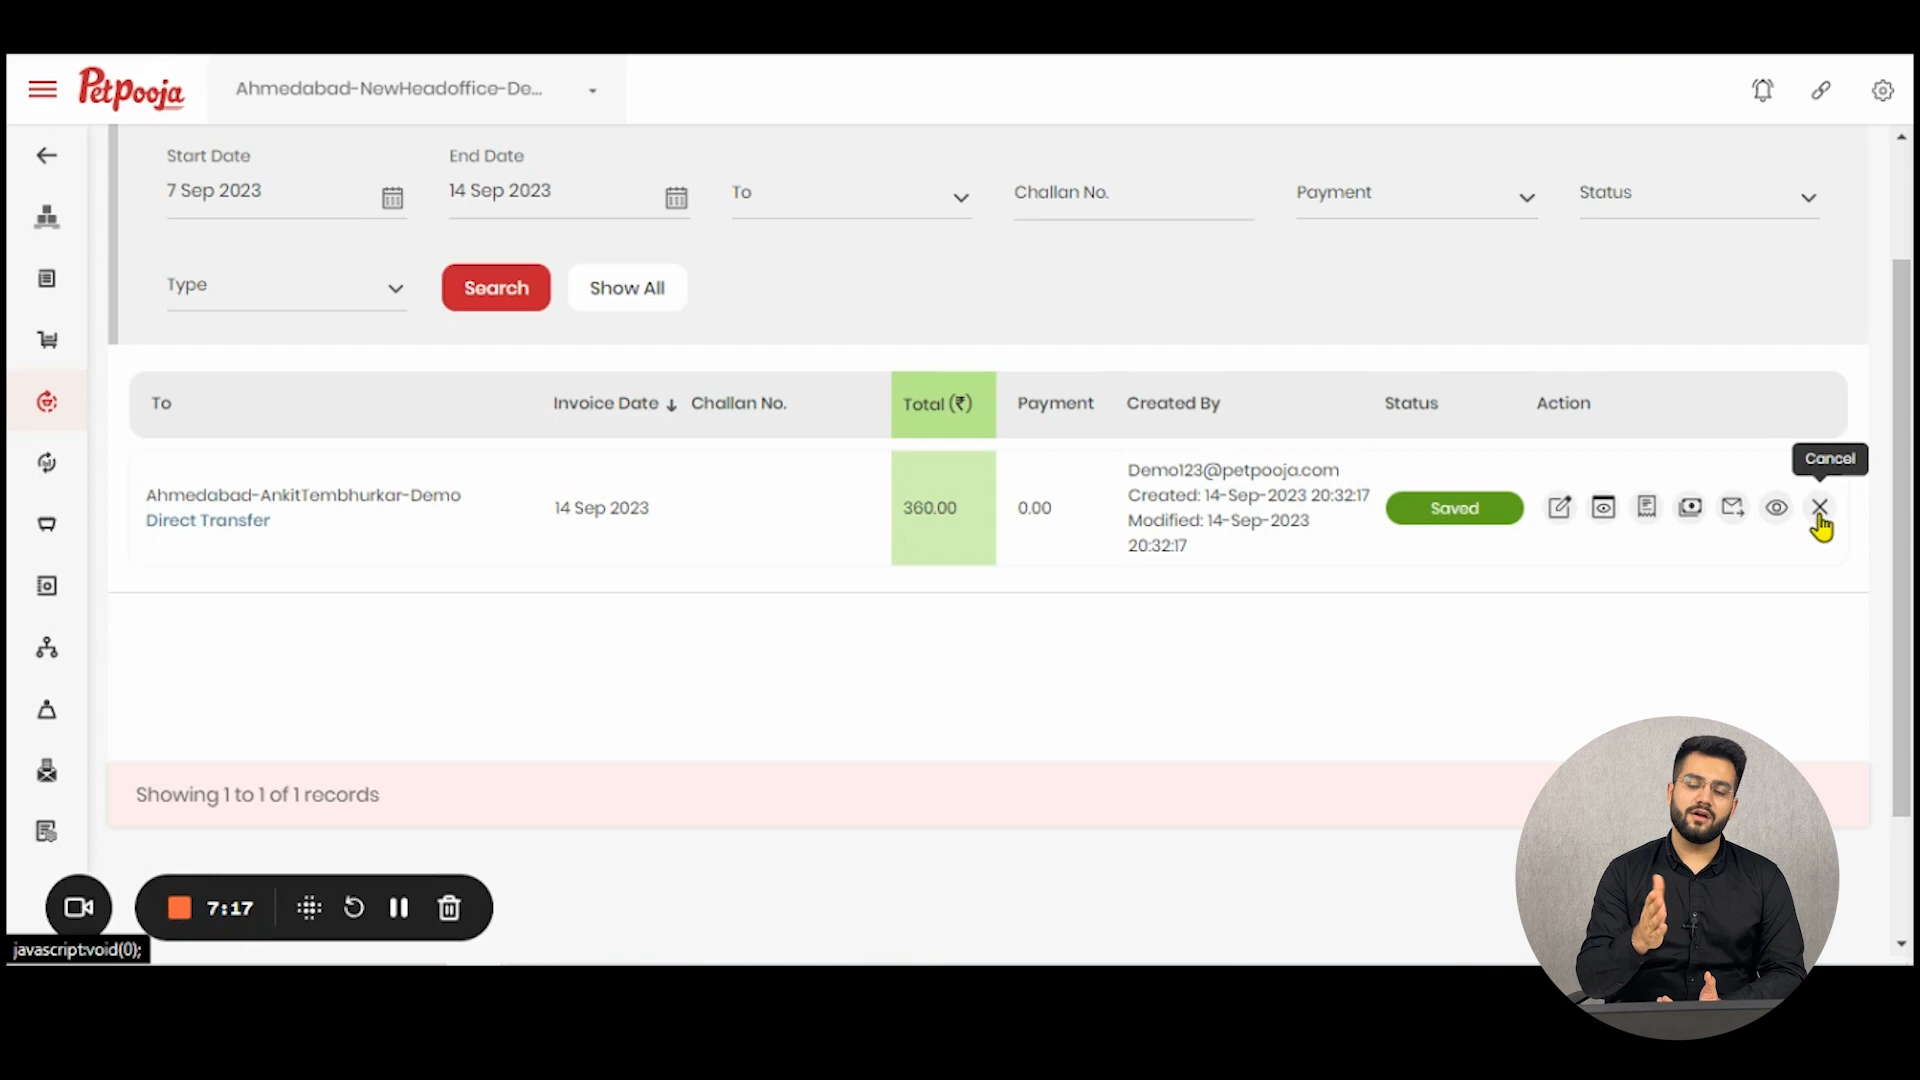 Petpooja
Ahmedabad-NewHeadoffice-De...
Start Date
7 Sep 2023
End Date
14 Sep 2023
To
Challan No.
Payment
Status
Type
Search
Show All
To
Invoice Date
Challan No.
Total (₹)
Payment
Created By
Status
Action
Cancel
Ahmedabad-AnkitTembhurkar-Demo
Direct Transfer
14 Sep 2023
360.00
0.00
Demo123@petpooja.com
Created: 14-Sep-2023 20:32:17
Modified: 14-Sep-2023
20:32:17
Saved
Showing 1 to 1 of 1 records
7:17
javascript:void(0);